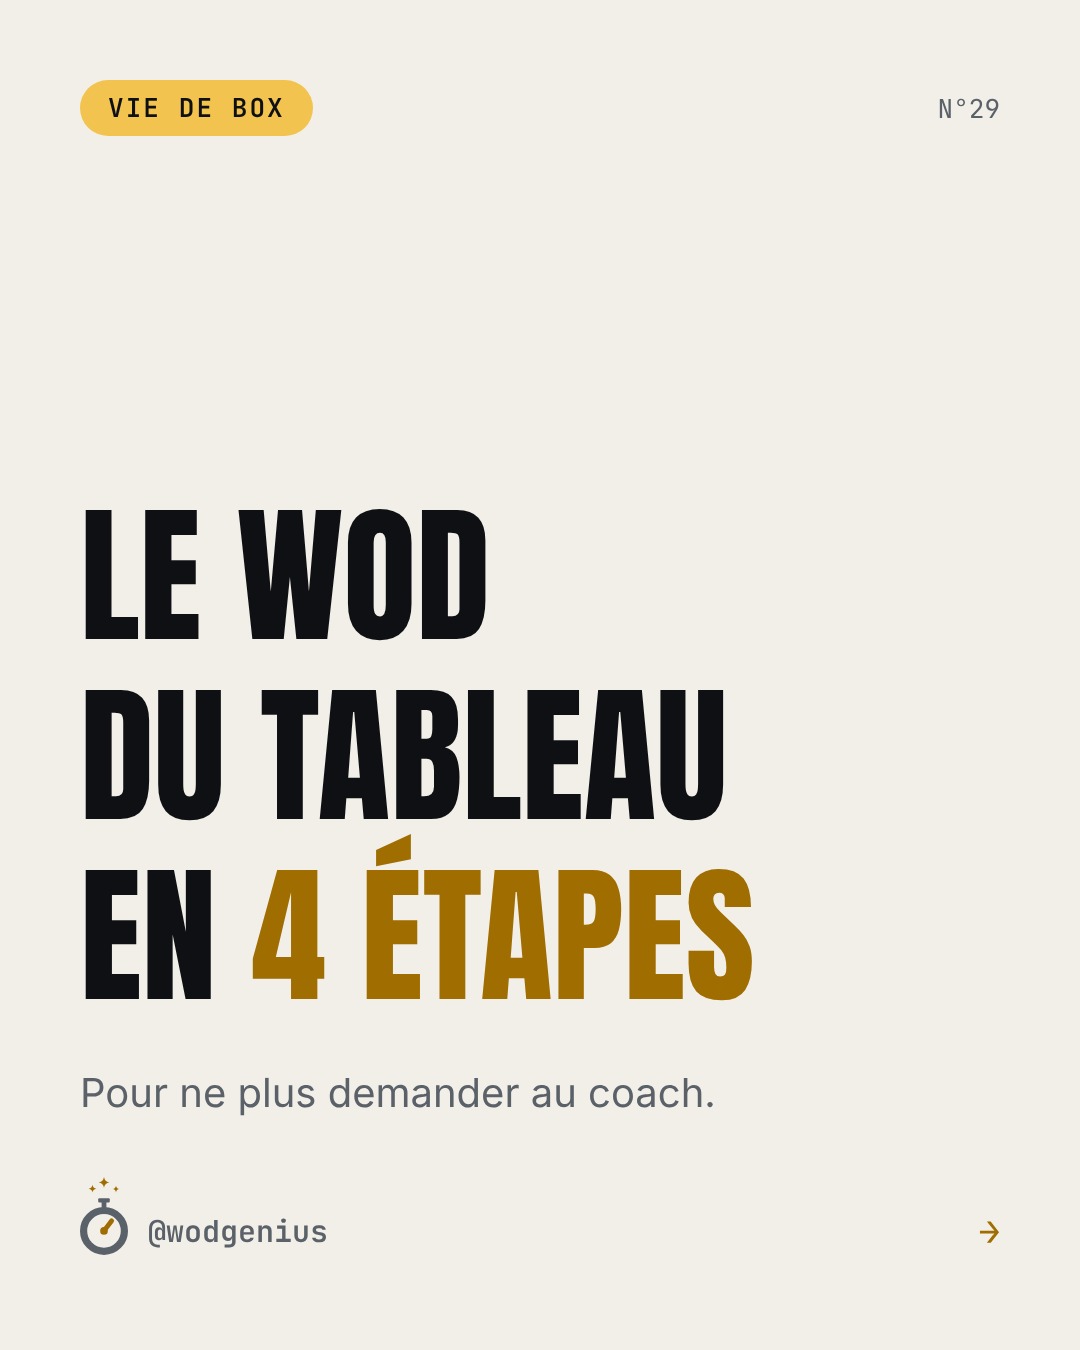 VIE DE BOX
N°29
LE WOD
DU TABLEAU
EN 4 ÉTAPES
Pour ne plus demander au coach.
@wodgenius
→